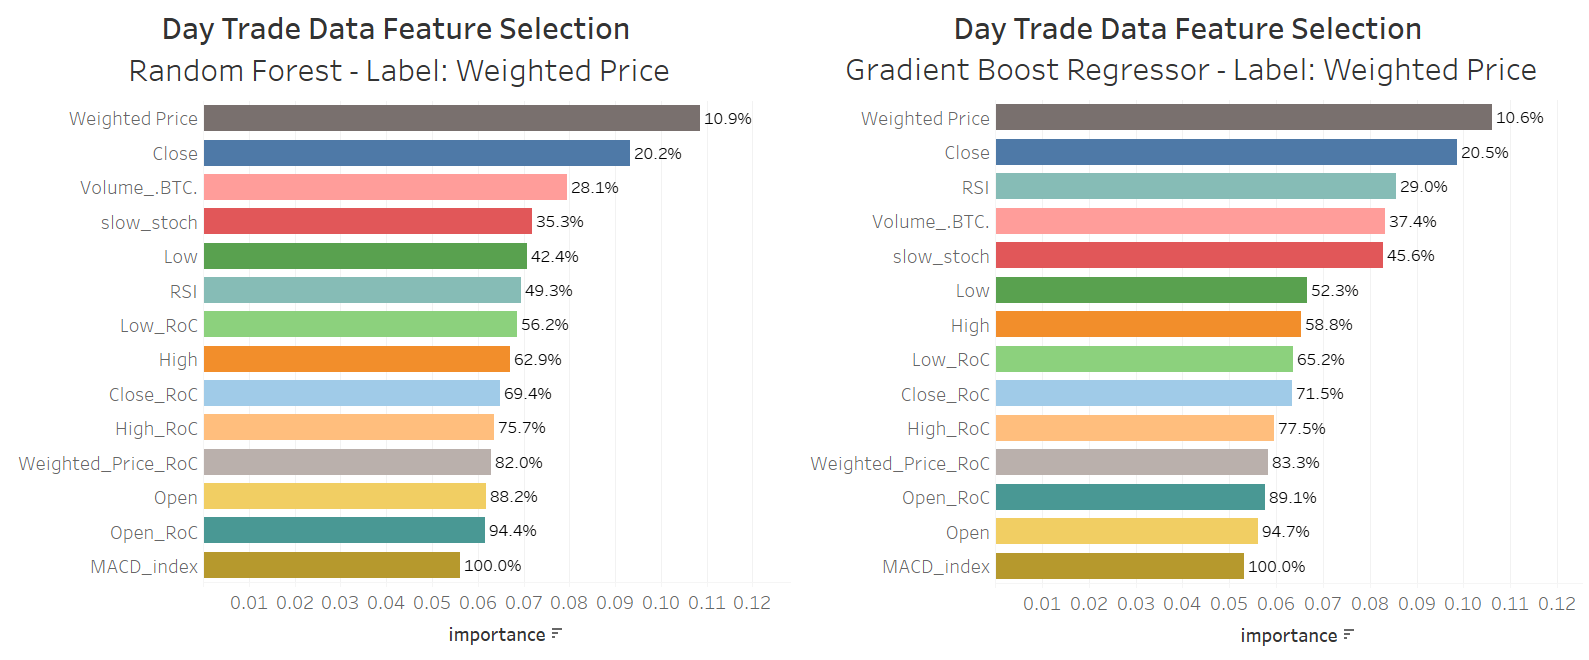 Day Trade Data Feature Selection
Random Forest - Label: Weighted Price
Weighted Price 10.9%
Close 20.2%
Volume_.BTC. 28.1%
slow_stoch 35.3%
Low 42.4%
RSI 49.3%
Low_RoC 56.2%
High 62.9%
Close_RoC 69.4%
High_RoC 75.7%
Weighted_Price_RoC 82.0%
Open 88.2%
Open_RoC 94.4%
MACD_index 100.0%
0.01 0.02 0.03 0.04 0.05 0.06 0.07 0.08 0.09 0.10 0.11 0.12
importance
Day Trade Data Feature Selection
Gradient Boost Regressor - Label: Weighted Price
Weighted Price 10.6%
Close 20.5%
RSI 29.0%
Volume_.BTC. 37.4%
slow_stoch 45.6%
Low 52.3%
High 58.8%
Low_RoC 65.2%
Close_RoC 71.5%
High_RoC 77.5%
Weighted_Price_RoC 83.3%
Open_RoC 89.1%
Open 94.7%
MACD_index 100.0%
0.01 0.02 0.03 0.04 0.05 0.06 0.07 0.08 0.09 0.10 0.11 0.12
importance